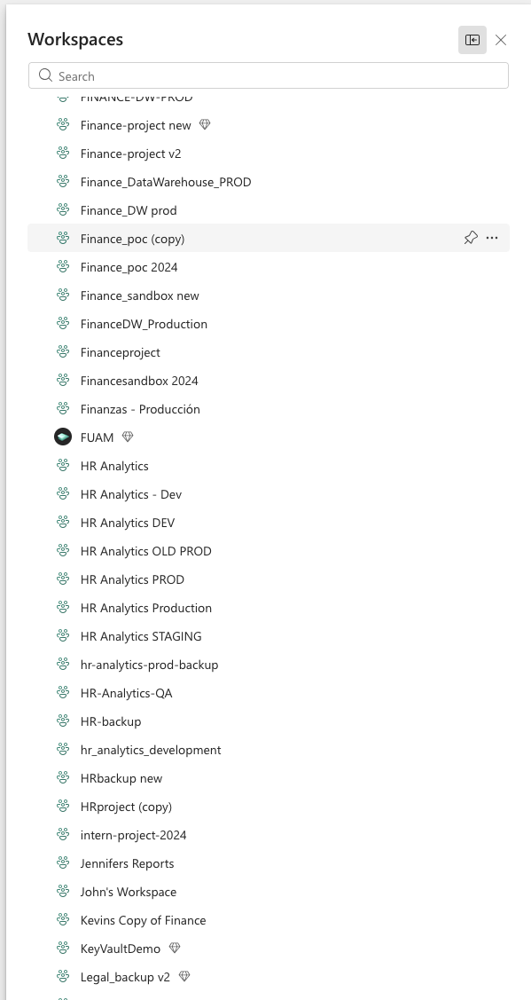 Workspaces
Search
FINANCE-DW-PROD
Finance-project new
Finance-project v2
Finance_DataWarehouse_PROD
Finance_DW prod
Finance_poc (copy)
Finance_poc 2024
Finance_sandbox new
FinanceDW_Production
Financeproject
Financesandbox 2024
Finanzas - Producción
FUAM
HR Analytics
HR Analytics - Dev
HR Analytics DEV
HR Analytics OLD PROD
HR Analytics PROD
HR Analytics Production
HR Analytics STAGING
hr-analytics-prod-backup
HR-Analytics-QA
HR-backup
hr_analytics_development
HRbackup new
HRproject (copy)
intern-project-2024
Jennifers Reports
John's Workspace
Kevins Copy of Finance
KeyVaultDemo
Legal_backup v2